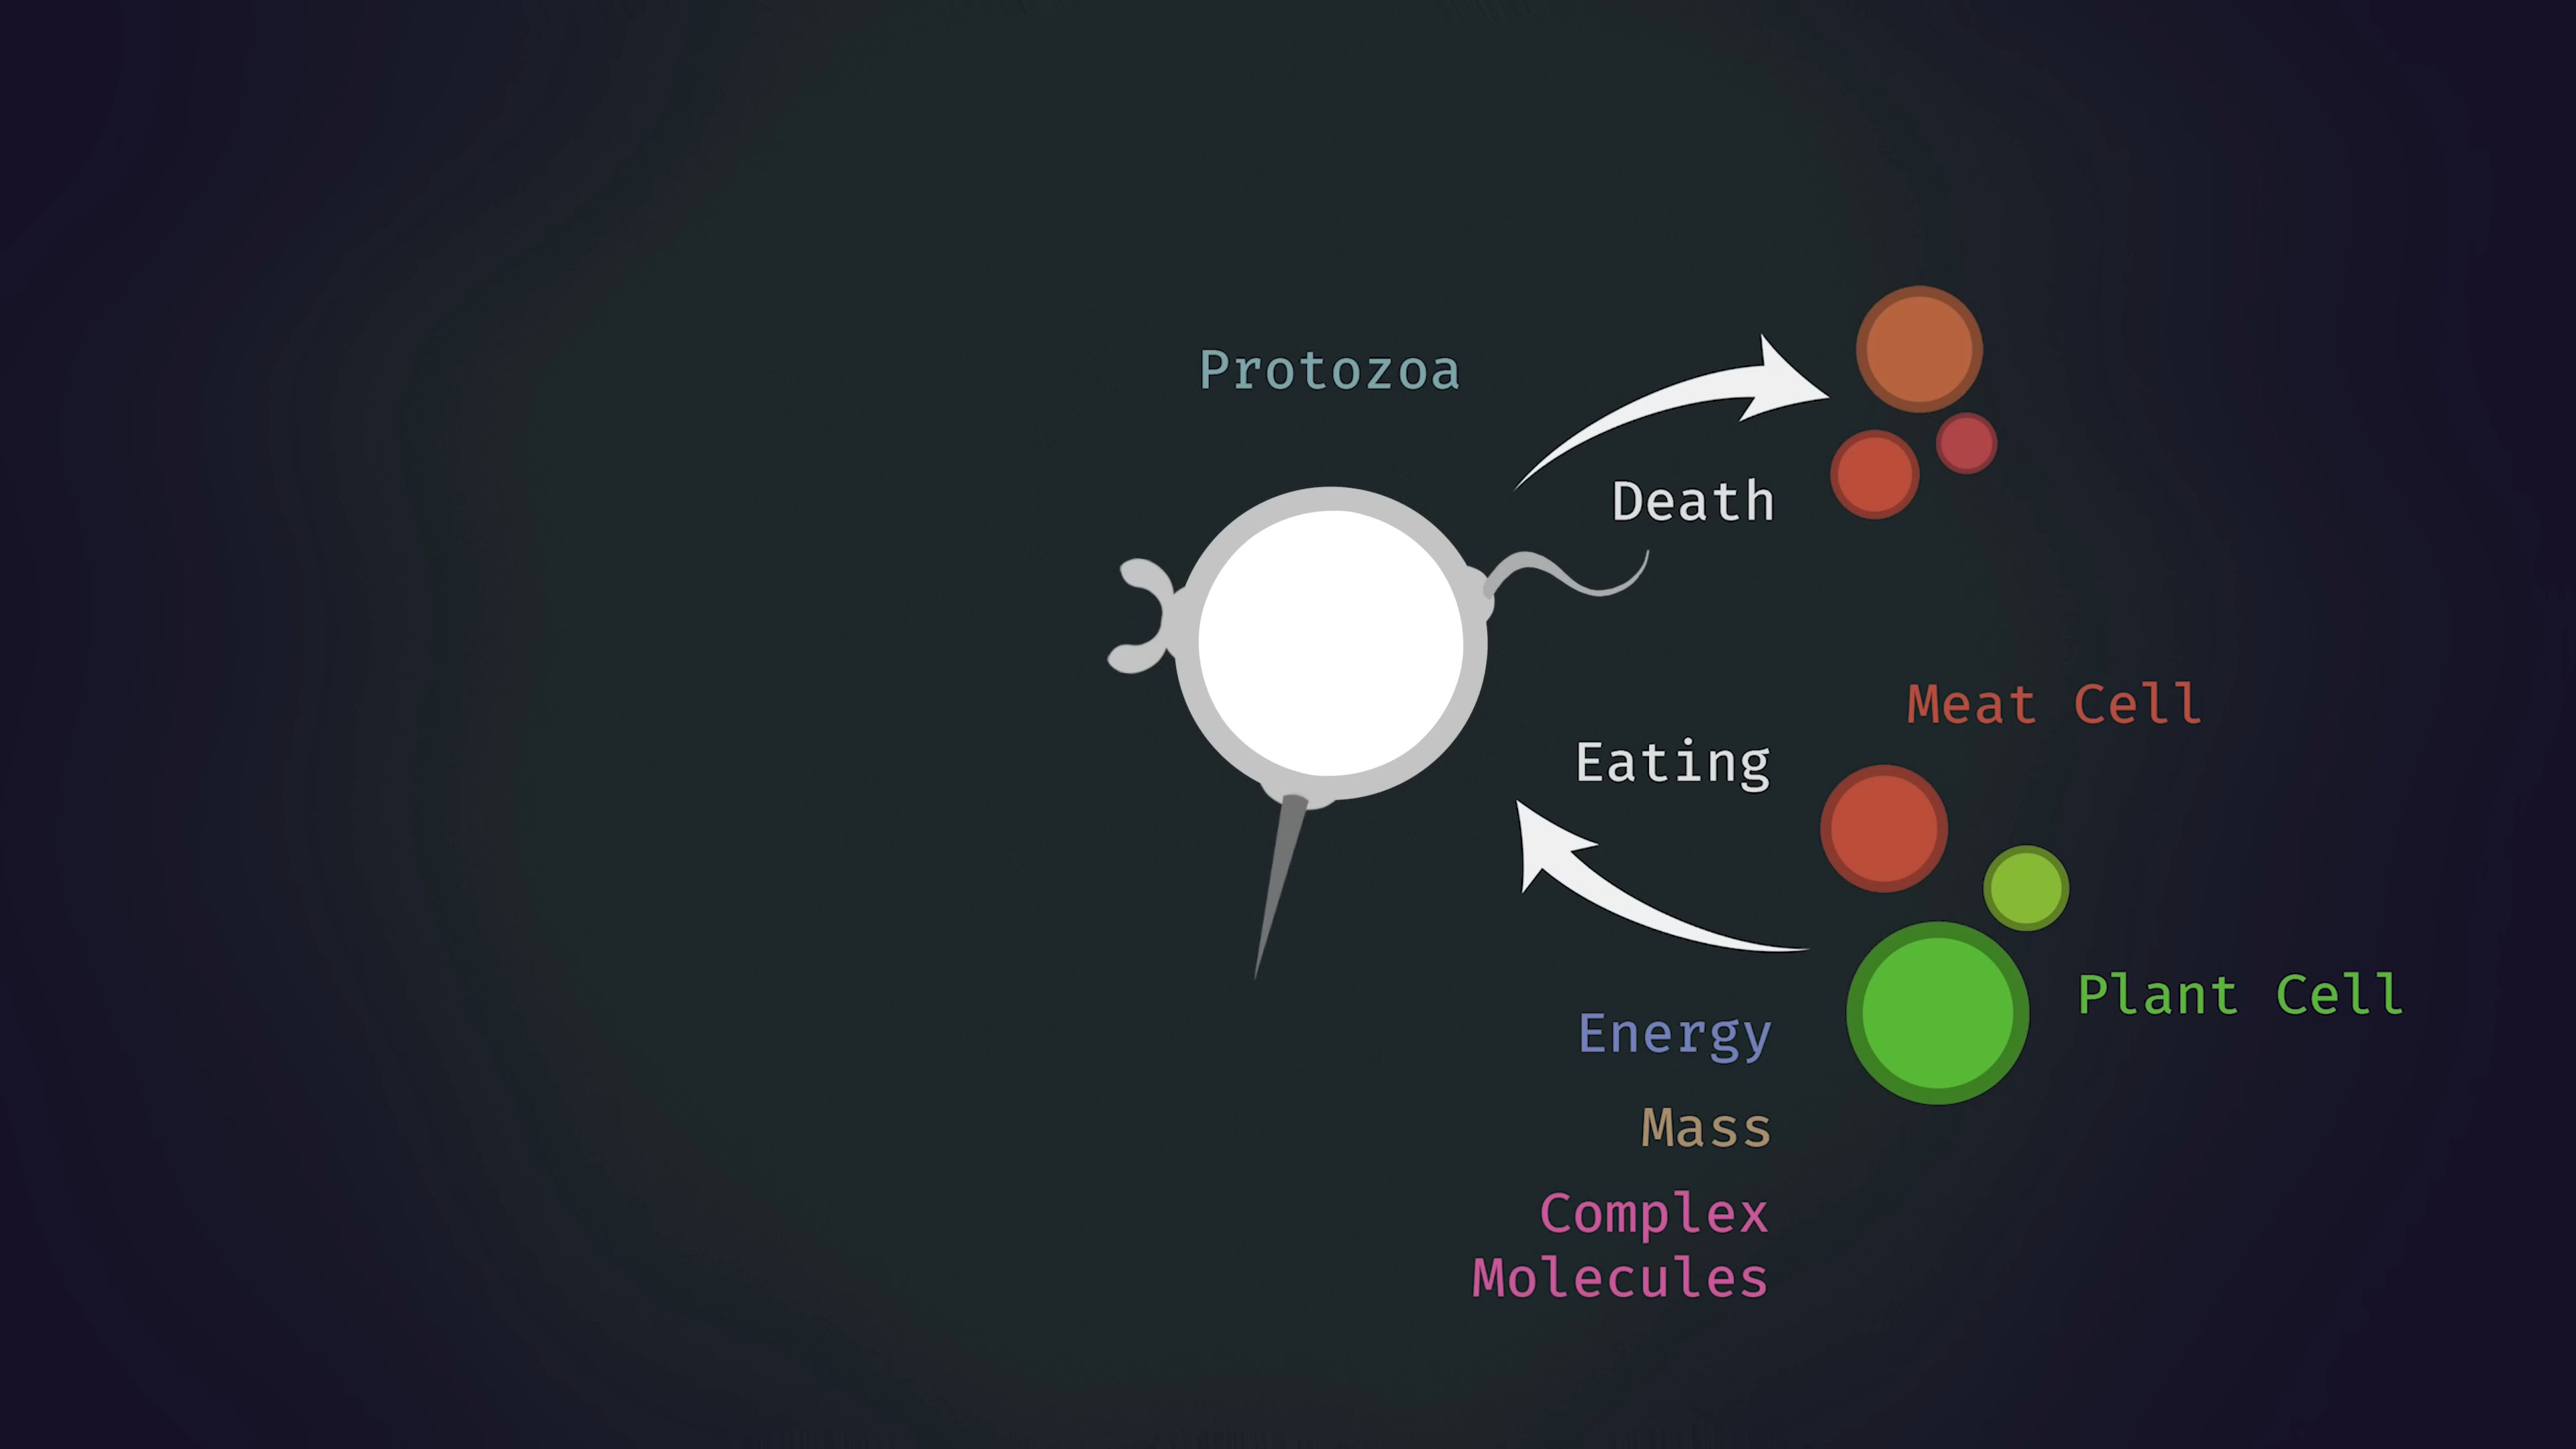 Protozoa
Death
Meat Cell
Eating
Plant Cell
Energy
Mass
Complex
Molecules